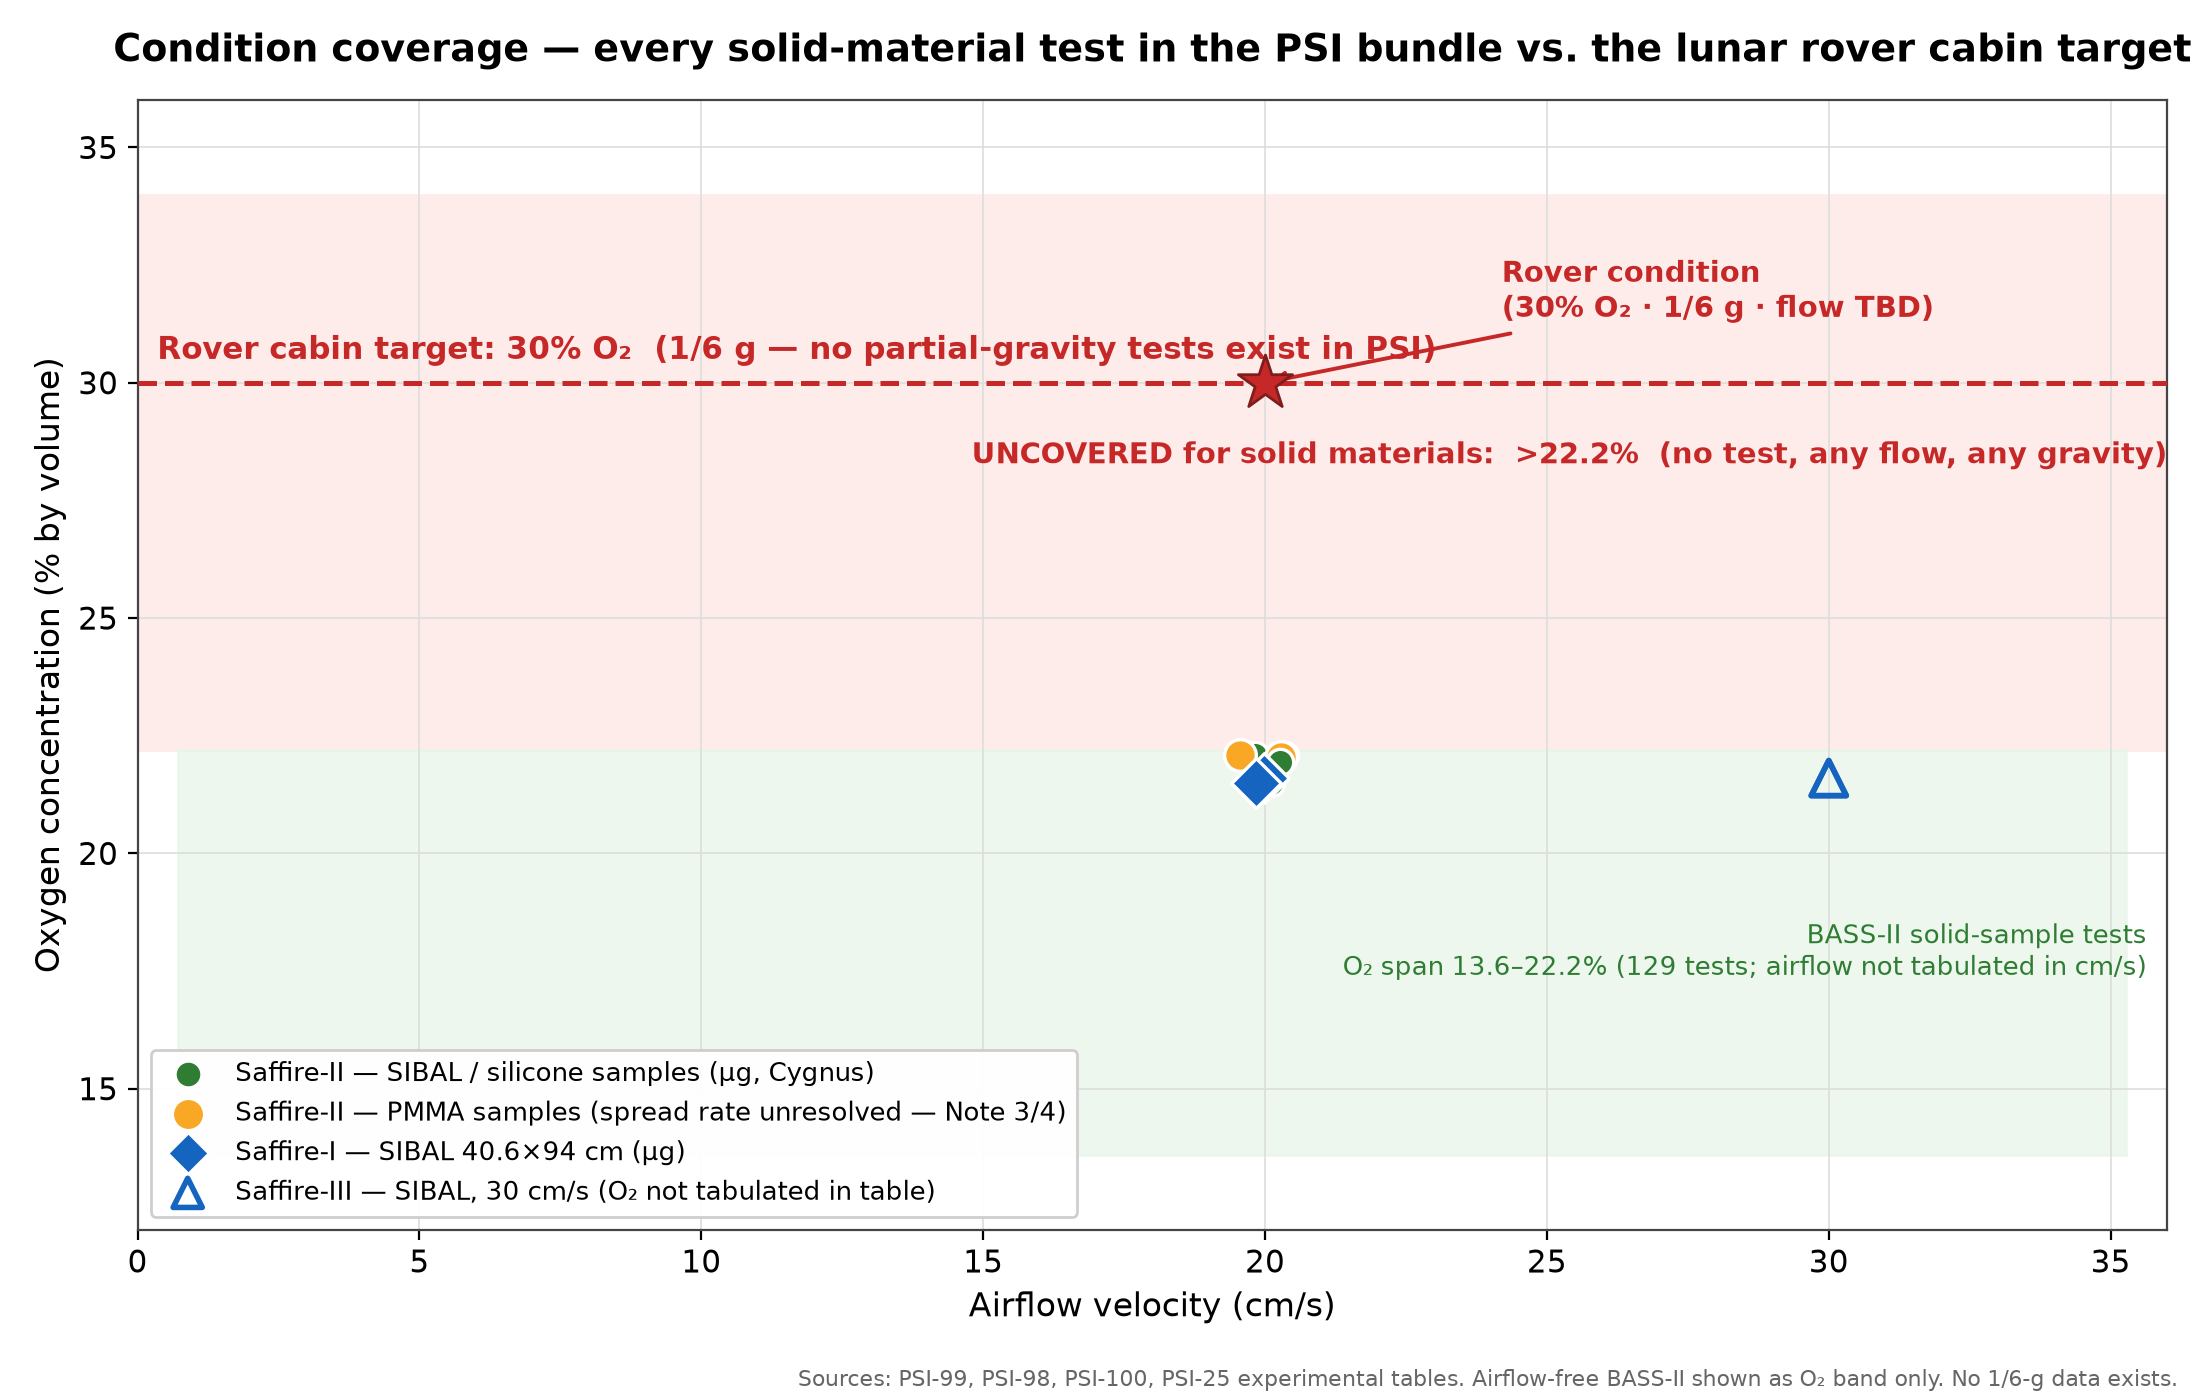 Condition coverage — every solid-material test in the PSI bundle vs. the lunar rover cabin target
Oxygen concentration (% by volume)
35
30
25
20
15
Rover condition
(30% O₂ · 1/6 g · flow TBD)
Rover cabin target: 30% O₂ (1/6 g — no partial-gravity tests exist in PSI)
UNCOVERED for solid materials: >22.2% (no test, any flow, any gravity)
BASS-II solid-sample tests
O₂ span 13.6–22.2% (129 tests; airflow not tabulated in cm/s)
Saffire-II — SIBAL / silicone samples (µg, Cygnus)
Saffire-II — PMMA samples (spread rate unresolved — Note 3/4)
Saffire-I — SIBAL 40.6×94 cm (µg)
Saffire-III — SIBAL, 30 cm/s (O₂ not tabulated in table)
0 5 10 15 20 25 30 35
Airflow velocity (cm/s)
Sources: PSI-99, PSI-98, PSI-100, PSI-25 experimental tables. Airflow-free BASS-II shown as O₂ band only. No 1/6-g data exists.